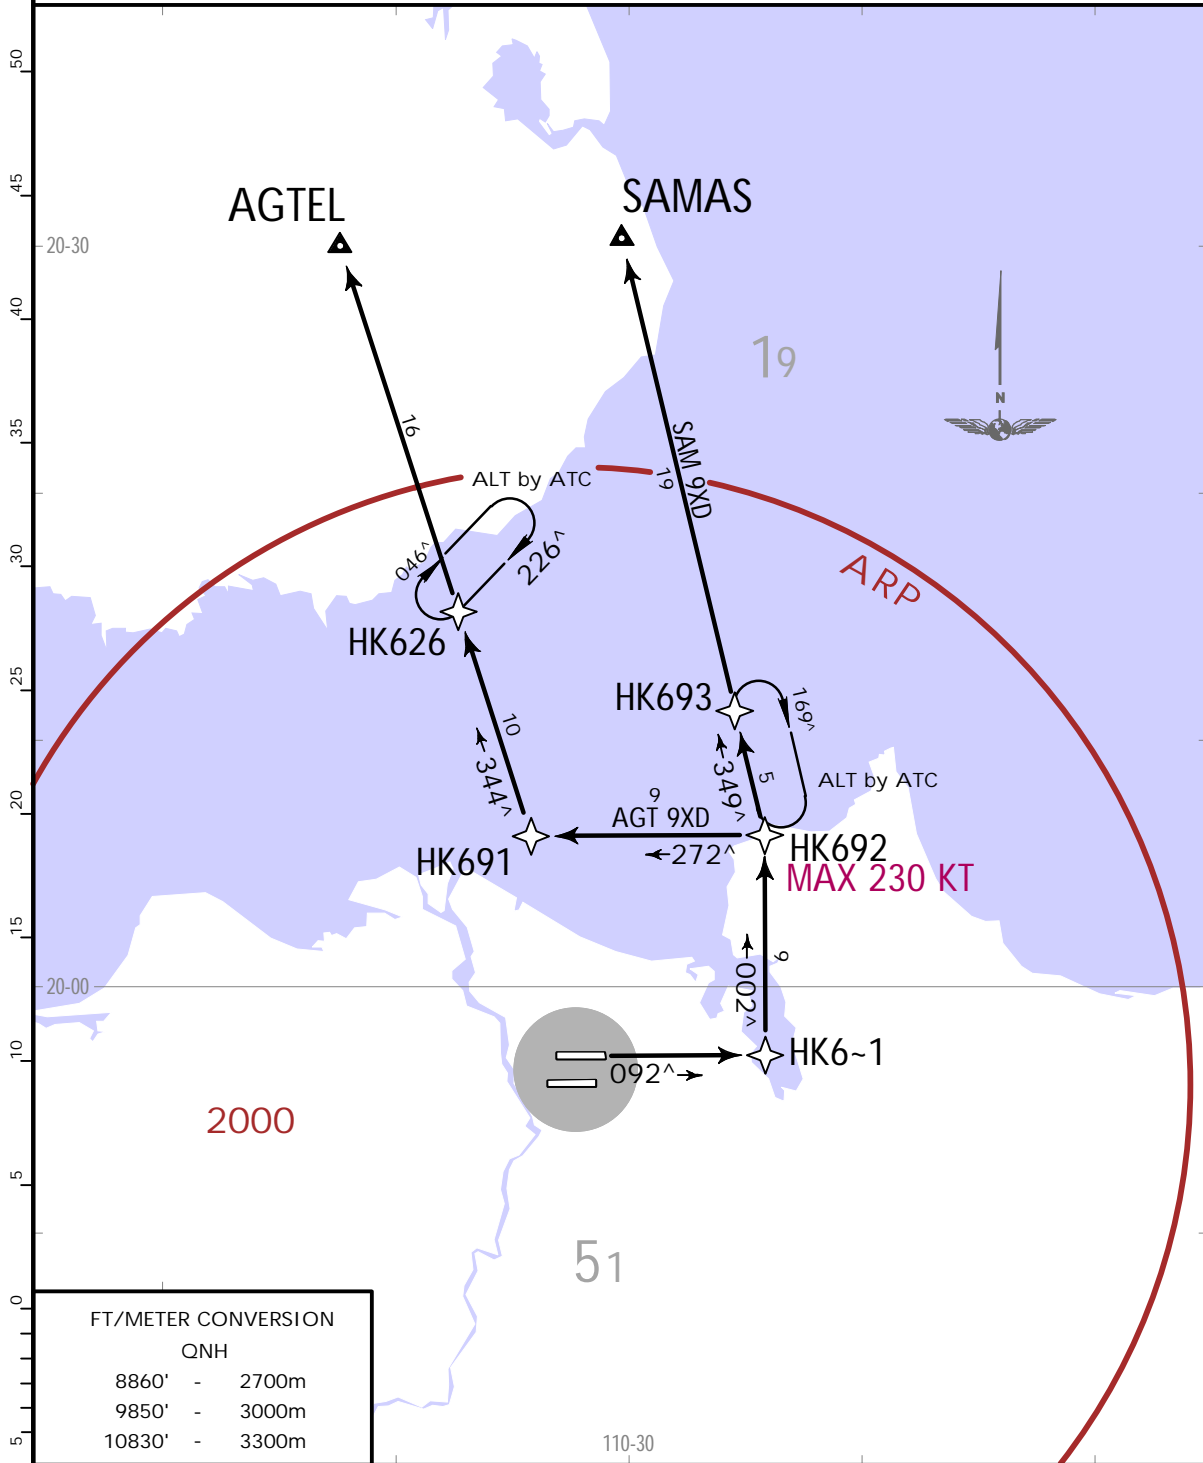 50
45
40
35
30
25
20
15
10
5
0
5
AGTEL
SAMAS
20-30
19
N
16
SAM 9XD
19
ALT by ATC
046^
226^
ARP
HK626
HK693
169^
10
344^
349^
5
ALT by ATC
9
AGT 9XD
HK691
272^
HK692
MAX 230 KT
9
002^
20-00
HK6~1
092^
2000
51
FT/METER CONVERSION
QNH
8860' - 2700m
9850' - 3000m
10830' - 3300m
110-30